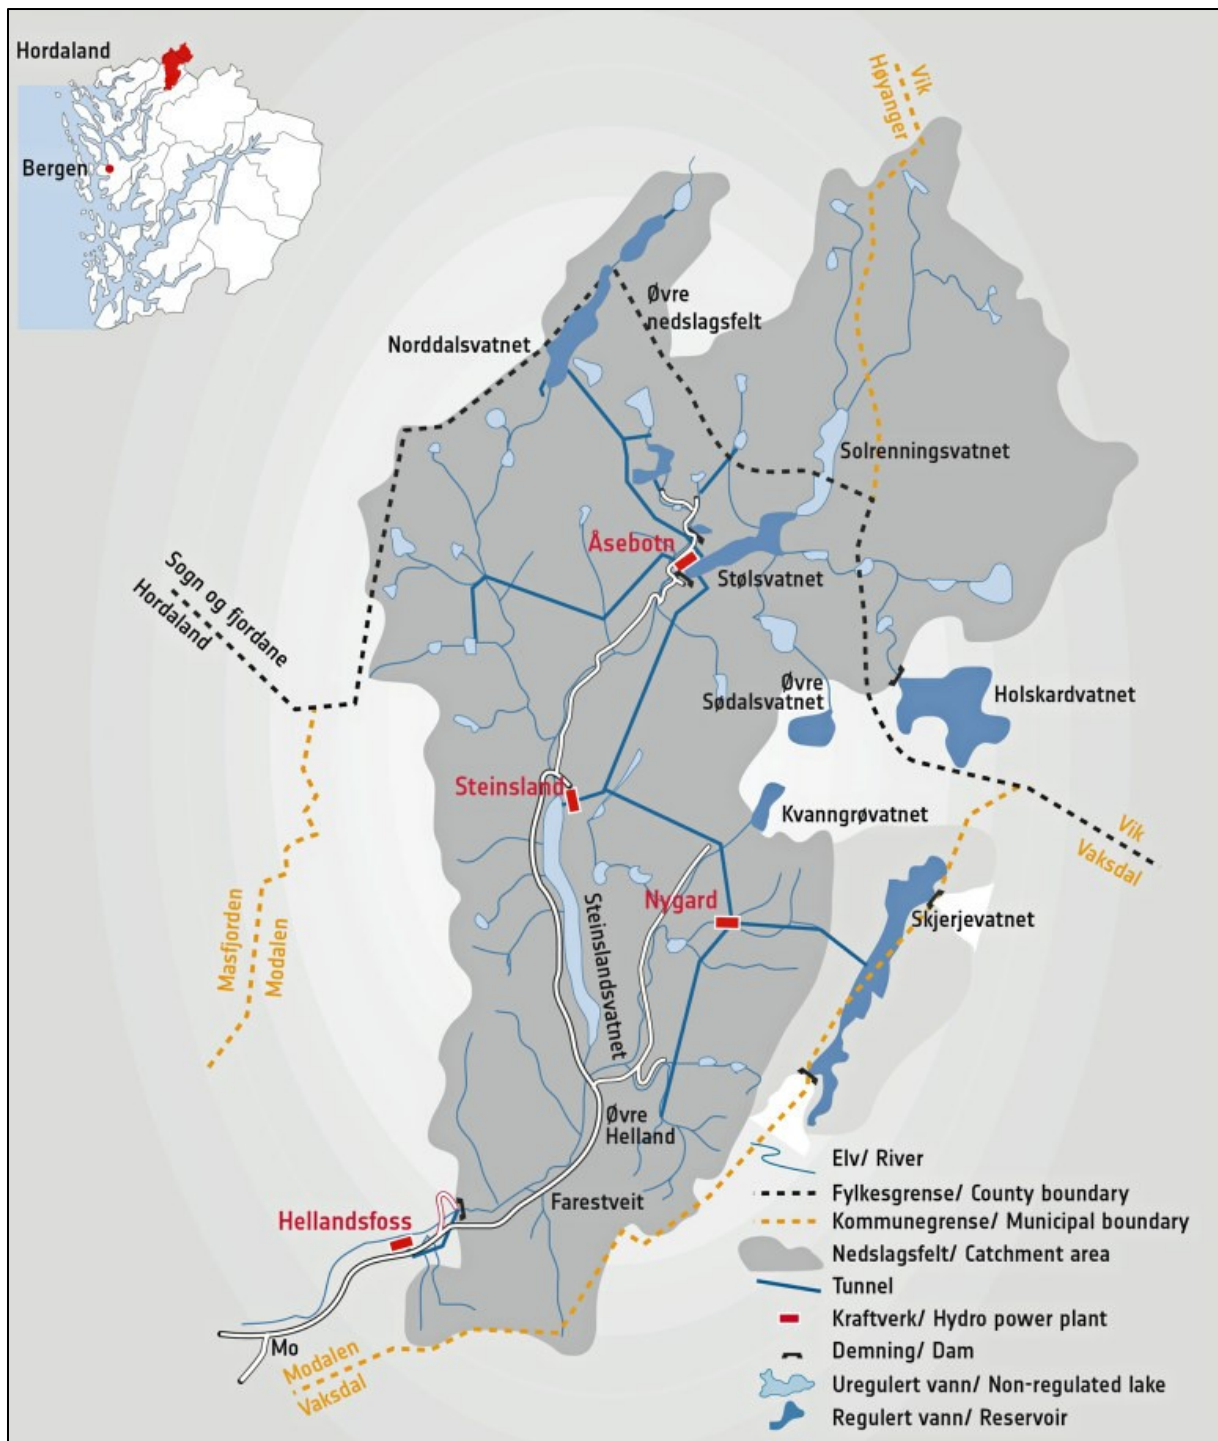 Hordaland
Bergen
Vik
Høyanger
Øvre
nedslagsfelt
Norddalsvatnet
Solrenningsvatnet
Åsebotn
Stølsvatnet
Sogn og fjordane
Hordaland
Øvre
Sødalsvatnet
Holskardvatnet
Steinsland
Kvanngrøvatnet
Vik
Vaksdal
Masfjorden
Modalen
Steinslandsvatnet
Nygard
Skjerjevatnet
Øvre
Helland
Farestveit
Hellandsfoss
Mo
Modalen
Vaksdal
Elv/ River
Fylkesgrense/ County boundary
Kommunegrense/ Municipal boundary
Nedslagsfelt/ Catchment area
Tunnel
Kraftverk/ Hydro power plant
Demning/ Dam
Uregulert vann/ Non-regulated lake
Regulert vann/ Reservoir